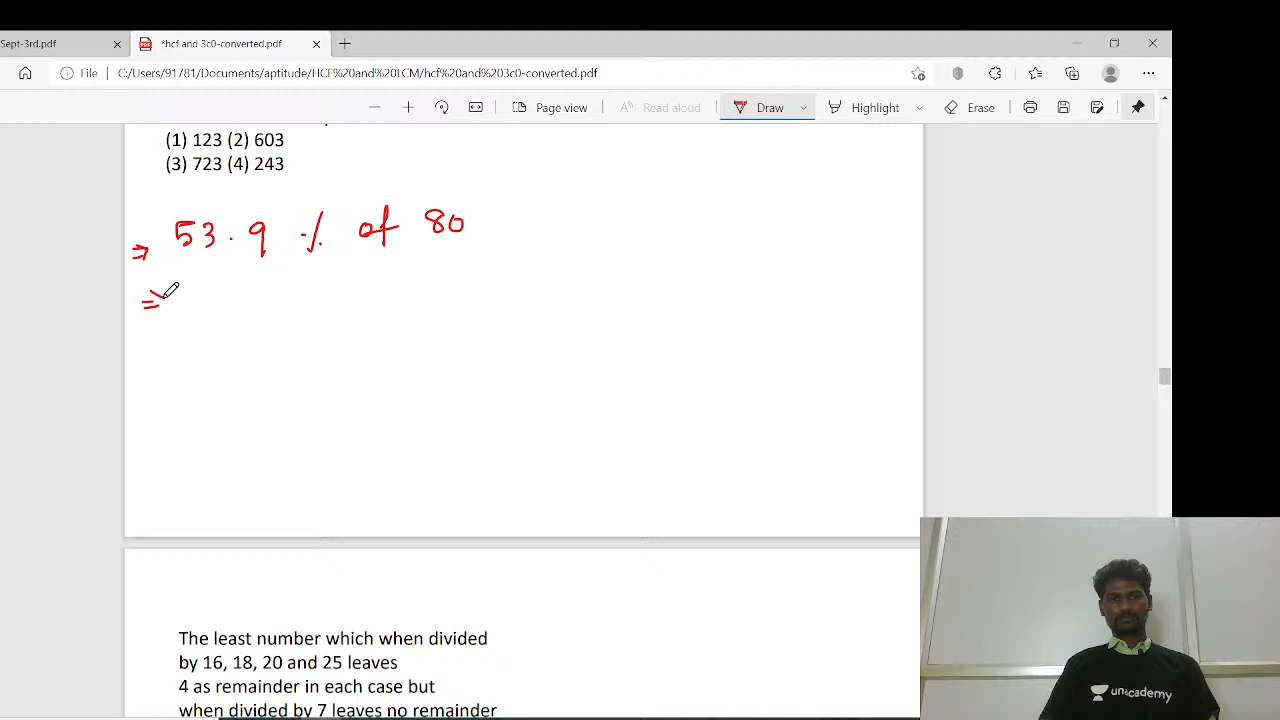 Sept-3rd.pdf
*hcf and 3c0-converted.pdf
File
C:/Users/91781/Documents/aptitude/HCF%20and%20LCM/hcf%20and%203c0-converted.pdf
Page view
Read aloud
Draw
Highlight
Erase
(1) 123 (2) 603
(3) 723 (4) 243
⇒ 53.9 % of 80
=
The least number which when divided
by 16, 18, 20 and 25 leaves
4 as remainder in each case but
when divided by 7 leaves no remainder
unacademy